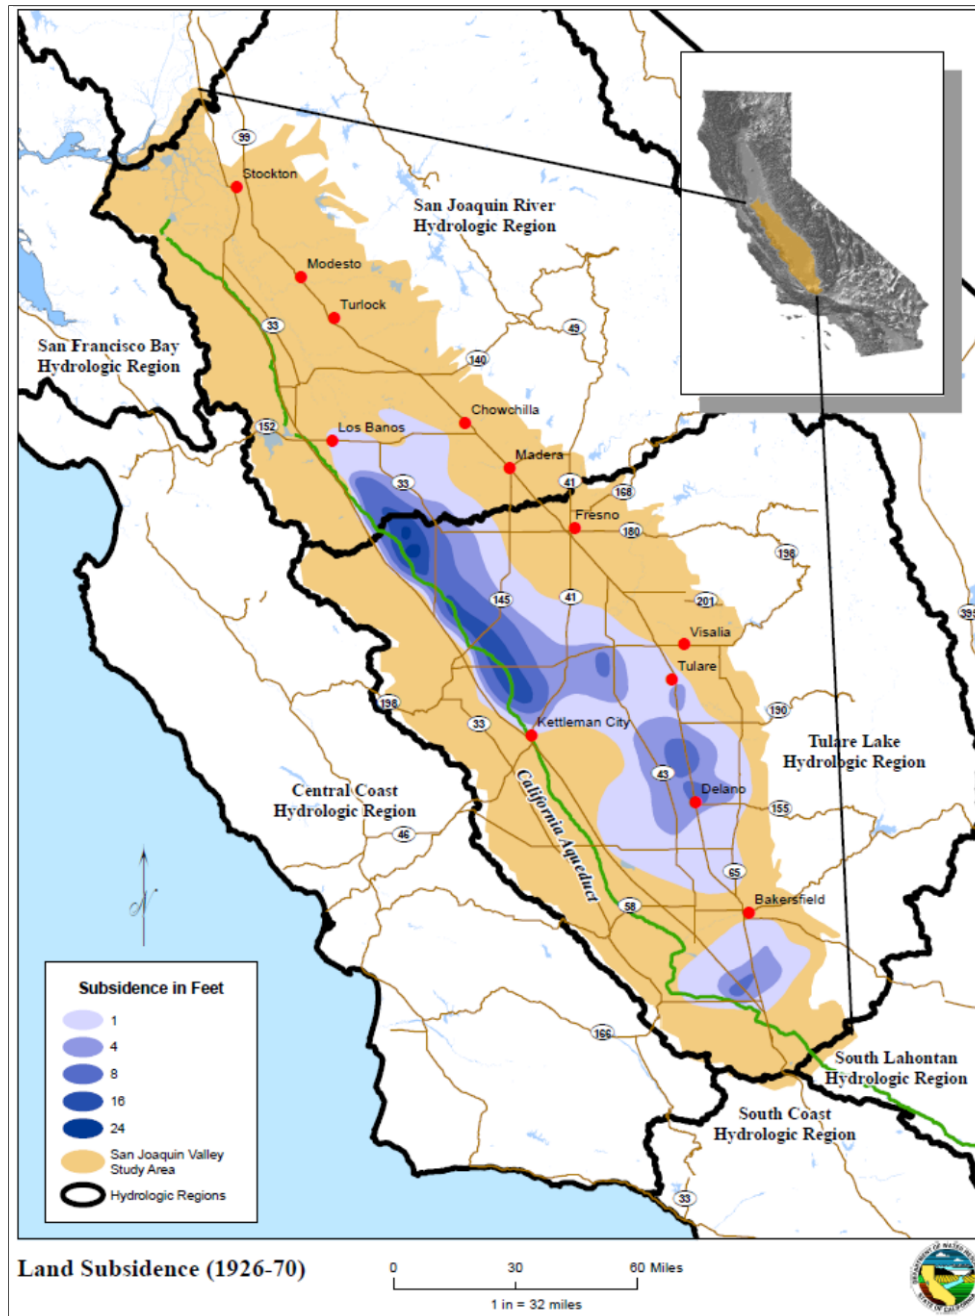 99
Stockton
San Joaquin River
Hydrologic Region
Modesto
Turlock
33
49
San Francisco Bay
Hydrologic Region
140
Chowchilla
152
Los Banos
Madera
33
41
168
Fresno
180
198
145
41
201
395
Visalia
Tulare
198
33
190
Kettleman City
Tulare Lake
Hydrologic Region
43
Central Coast
Hydrologic Region
California Aqueduct
Delano
155
46
65
58
Bakersfield
N
Subsidence in Feet
1
4
8
16
24
San Joaquin Valley
Study Area
Hydrologic Regions
166
South Lahontan
Hydrologic Region
South Coast
Hydrologic Region
33
Land Subsidence (1926-70)
0 30 60 Miles
1 in = 32 miles
STATE OF CALIFORNIA